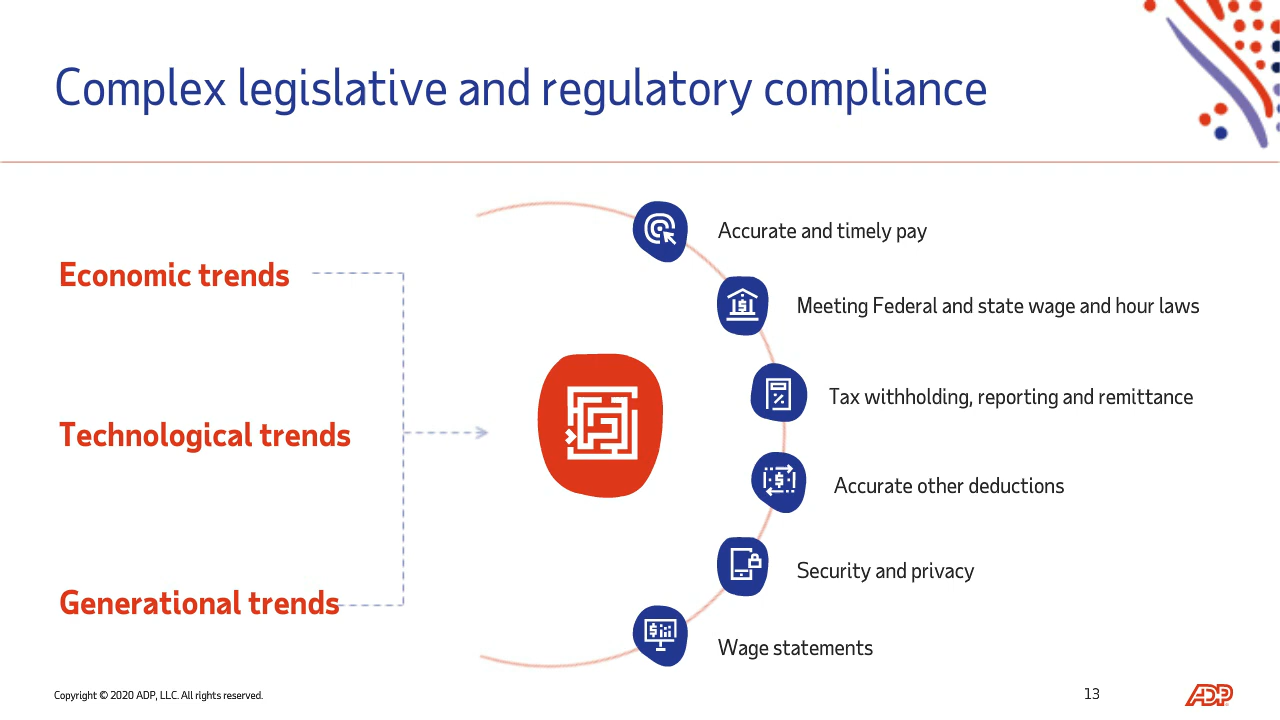 Complex legislative and regulatory compliance
Economic trends
Technological trends
Generational trends
Accurate and timely pay
Meeting Federal and state wage and hour laws
Tax withholding, reporting and remittance
Accurate other deductions
Security and privacy
Wage statements
Copyright © 2020 ADP, LLC. All rights reserved.
13
ADP